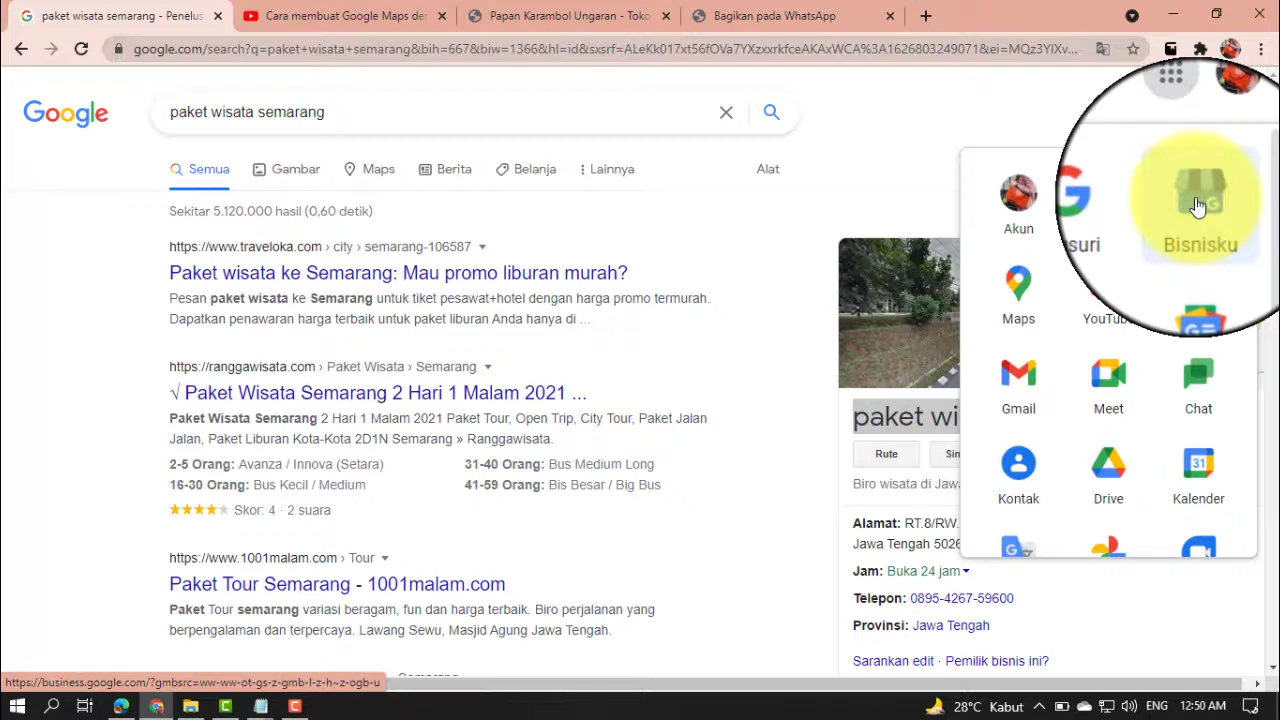 paket wisata semarang - Penelus
Cara membuat Google Maps den
Papan Karambol Ungaran - Toko
Bagikan pada WhatsApp
google.com/search?q=paket+wisata+semarang&bih=667&biw=1366&hl=id&sxsrf=ALeKk017xt56fOVa7YXzxxrkfceAKAxWCA%3A1626803249071&ei=MQz3YIXv...
Google
paket wisata semarang
Semua
Gambar
Maps
Berita
Belanja
Lainnya
Alat
Sekitar 5.120.000 hasil (0,60 detik)
https://www.traveloka.com › city › semarang-106587
Paket wisata ke Semarang: Mau promo liburan murah?
Pesan paket wisata ke Semarang untuk tiket pesawat+hotel dengan harga promo termurah.
Dapatkan penawaran harga terbaik untuk paket liburan Anda hanya di ...
https://ranggawisata.com › Paket Wisata › Semarang
√ Paket Wisata Semarang 2 Hari 1 Malam 2021 ...
Paket Wisata Semarang 2 Hari 1 Malam 2021 Paket Tour, Open Trip, City Tour, Paket Jalan
Jalan, Paket Liburan Kota-Kota 2D1N Semarang » Ranggawisata.
2-5 Orang: Avanza / Innova (Setara)
31-40 Orang: Bus Medium Long
16-30 Orang: Bus Kecil / Medium
41-59 Orang: Bis Besar / Big Bus
Skor: 4 · 2 suara
https://www.1001malam.com › Tour
Paket Tour Semarang - 1001malam.com
Paket Tour semarang variasi beragam, fun dan harga terbaik. Biro perjalanan yang
berpengalaman dan terpercaya. Lawang Sewu, Masjid Agung Jawa Tengah.
paket wi
Rute
Sin
Biro wisata di Jawa
Alamat: RT.8/RW.
Jawa Tengah 5026
Jam: Buka 24 jam
Telepon: 0895-4267-59600
Provinsi: Jawa Tengah
Sarankan edit · Pemilik bisnis ini?
Akun
suri
Bisnisku
Maps
YouTube
Gmail
Meet
Chat
Kontak
Drive
31
Kalender
https://business.google.com/?gmbsrc=ww-ww-ot-gs-z-gmb-l-z-h~z-ogb-u
28°C Kabut
ENG
12:50 AM